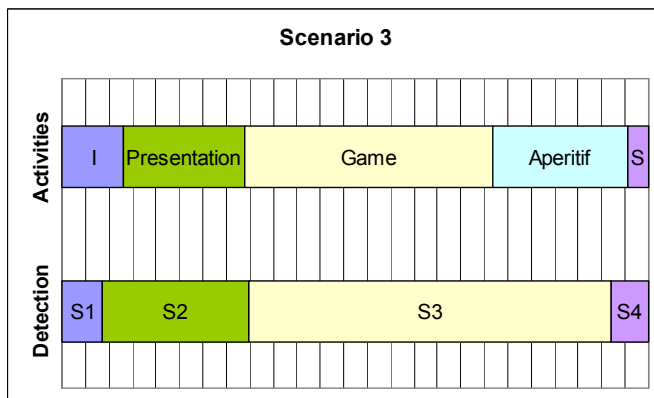 Scenario 3
Activities
I
Presentation
Game
Aperitif
S
Detection
S1
S2
S3
S4